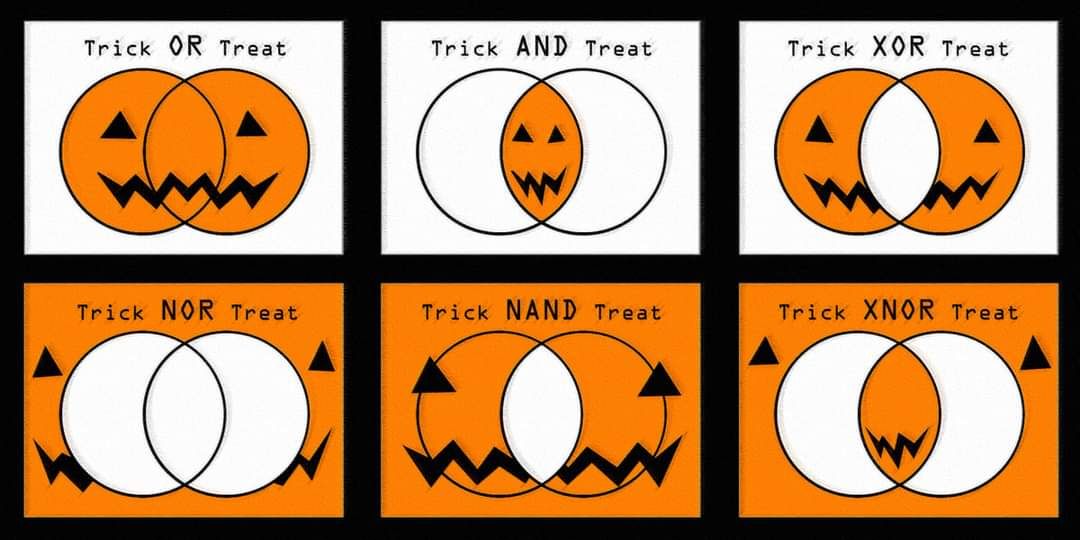 Trick OR Treat
Trick AND Treat
Trick XOR Treat
Trick NOR Treat
Trick NAND Treat
Trick XNOR Treat